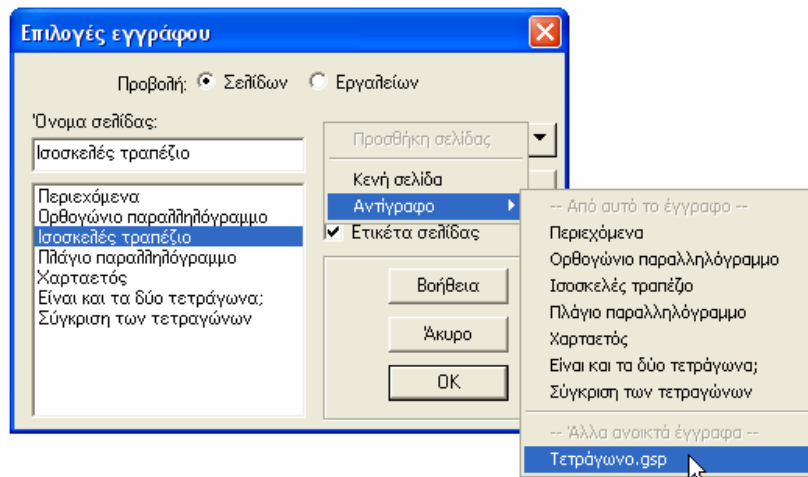 Επιλογές εγγράφου
Προβολή: Σελίδων Εργαλείων
Όνομα σελίδας:
Ισοσκελές τραπέζιο
Περιεχόμενα
Ορθογώνιο παραλληλόγραμμο
Ισοσκελές τραπέζιο
Πλάγιο παραλληλόγραμμο
Χαρταετός
Είναι και τα δύο τετράγωνα;
Σύγκριση των τετραγώνων
Προσθήκη σελίδας
Κενή σελίδα
Αντίγραφο
Ετικέτα σελίδας
Βοήθεια
Άκυρο
OK
-- Από αυτό το έγγραφο --
Περιεχόμενα
Ορθογώνιο παραλληλόγραμμο
Ισοσκελές τραπέζιο
Πλάγιο παραλληλόγραμμο
Χαρταετός
Είναι και τα δύο τετράγωνα;
Σύγκριση των τετραγώνων
-- Άλλα ανοικτά έγγραφα --
Τετράγωνο.gsp